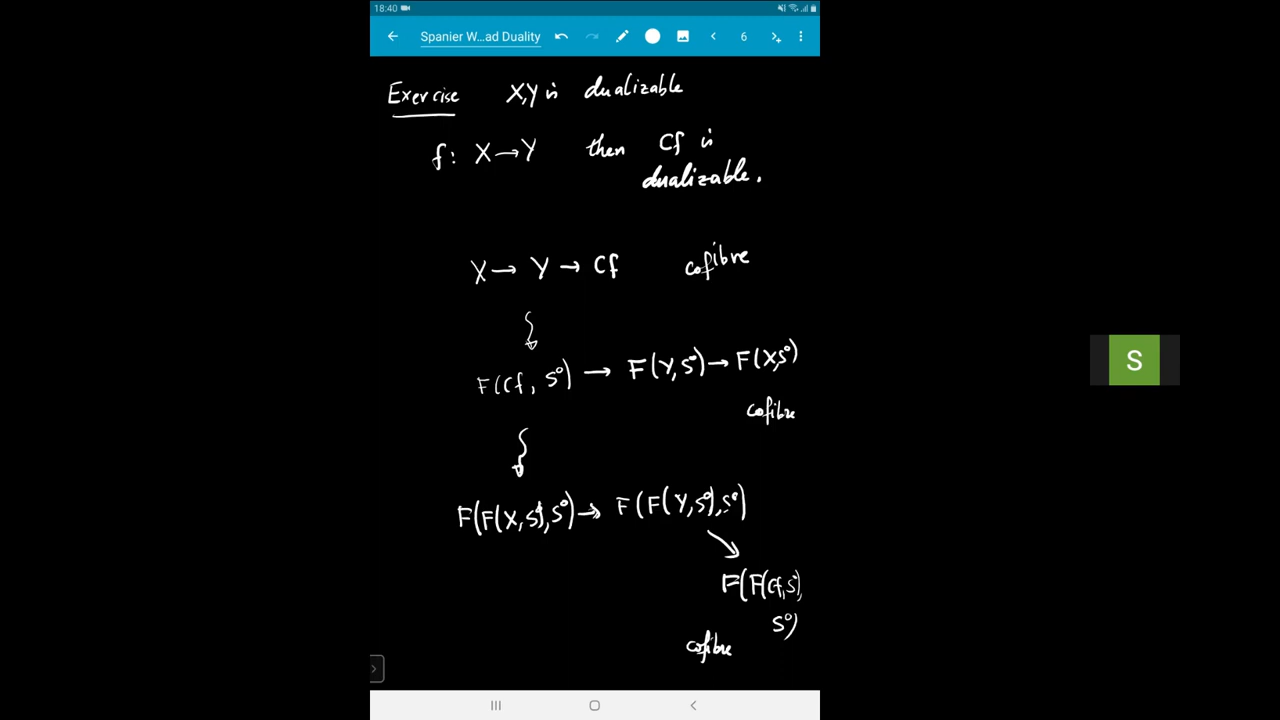 18:40
Spanier W...ad Duality
6
Exercise X,Y is dualizable
f: X→Y then Cf is
dualizable.
X→ Y → Cf cofibre
F(Cf, S⁰) → F(Y,S⁰)→F(X,S⁰)
cofibre
F(F(X,S⁰),S⁰)→ F(F(Y,S⁰),S⁰)
F(F(Cf,S⁰),
S⁰)
cofibre
S